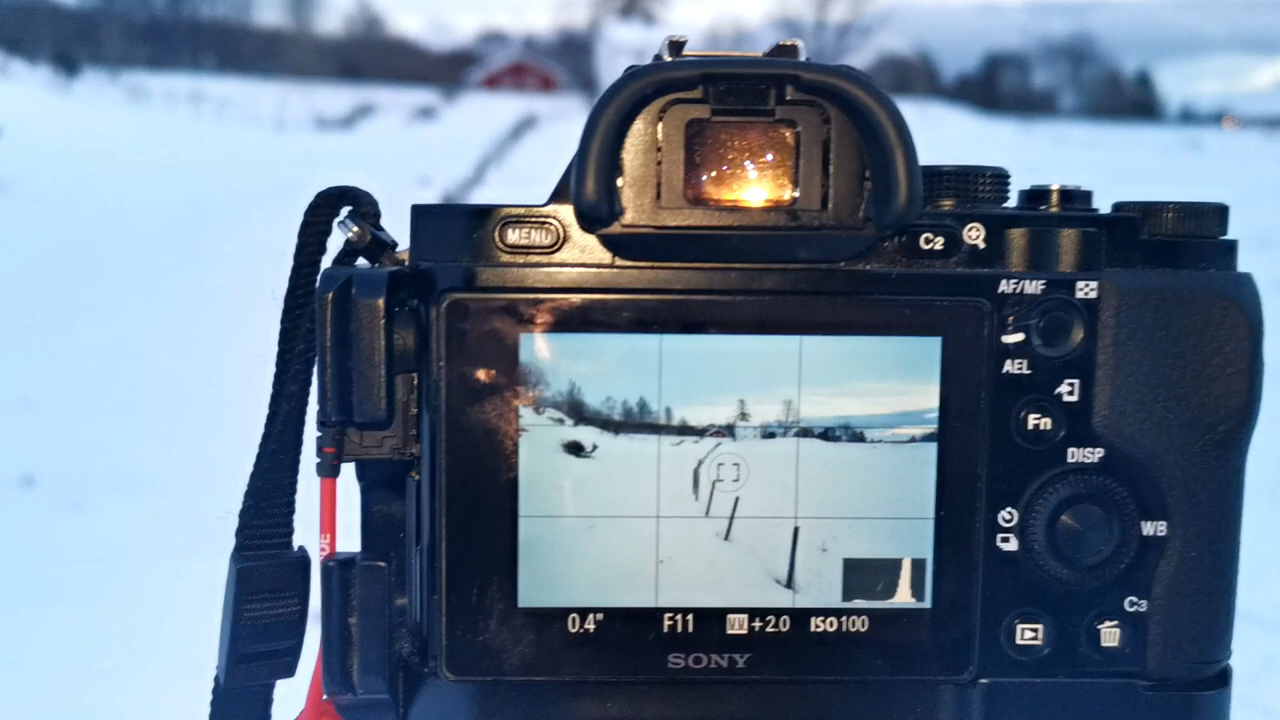 MENU
C2
AF/MF
AEL
Fn
DISP
WB
C3
0.4" F11 +2.0 ISO100
SONY